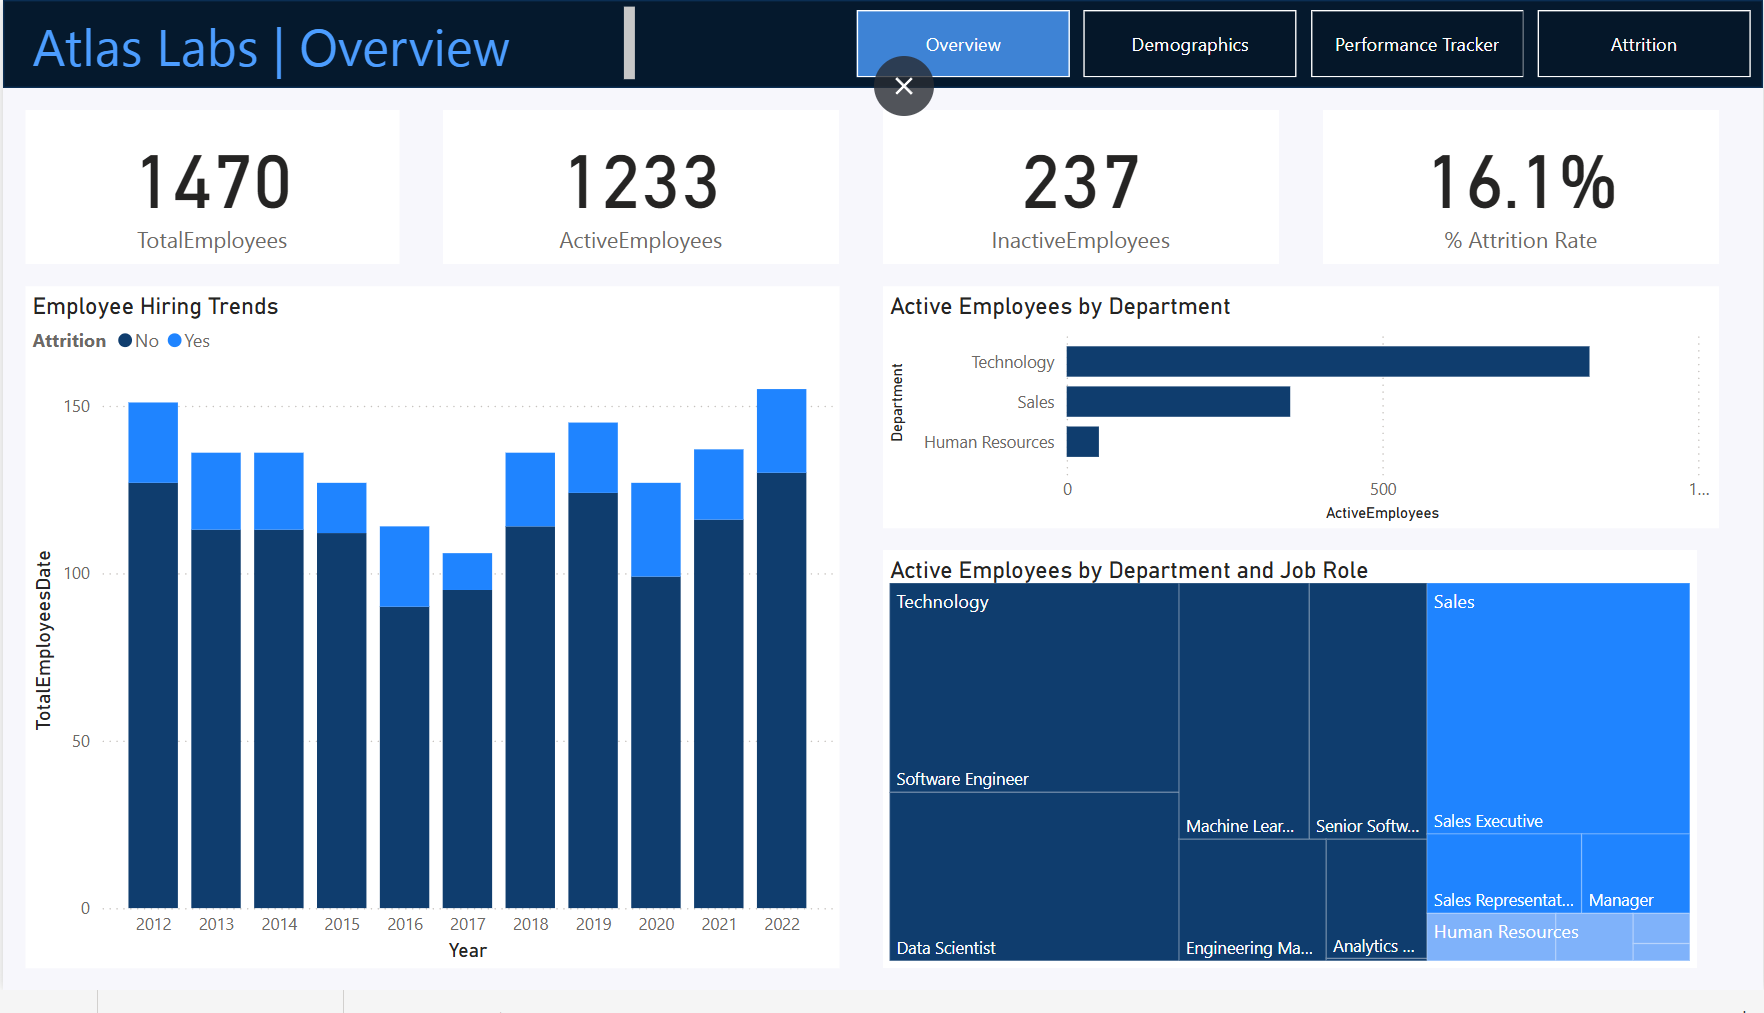 Atlas Labs | Overview
Overview
Demographics
Performance Tracker
Attrition
1470
TotalEmployees
1233
ActiveEmployees
237
InactiveEmployees
16.1%
% Attrition Rate
Employee Hiring Trends
Attrition No Yes
150
100
50
0
TotalEmployeesDate
2012 2013 2014 2015 2016 2017 2018 2019 2020 2021 2022
Year
Active Employees by Department
Department
Technology
Sales
Human Resources
0 500 1...
ActiveEmployees
Active Employees by Department and Job Role
Technology
Software Engineer
Data Scientist
Machine Lear...
Senior Softw...
Engineering Ma...
Analytics ...
Sales
Sales Executive
Sales Representat...
Manager
Human Resources